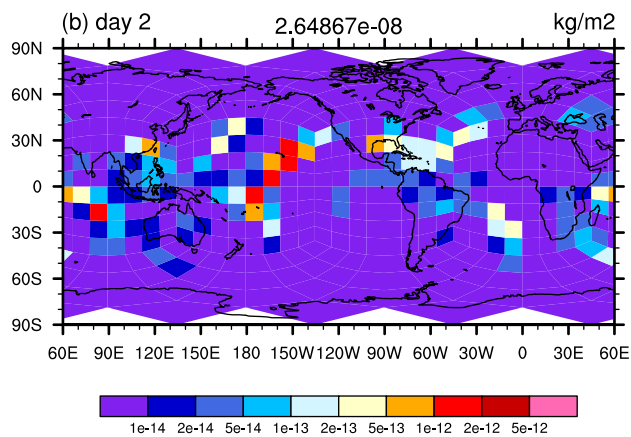 (b) day 2 2.64867e-08 kg/m2
90N
60N
30N
0
30S
60S
90S
60E 90E 120E 150E 180 150W 120W 90W 60W 30W 0 30E 60E
1e-14 2e-14 5e-14 1e-13 2e-13 5e-13 1e-12 2e-12 5e-12